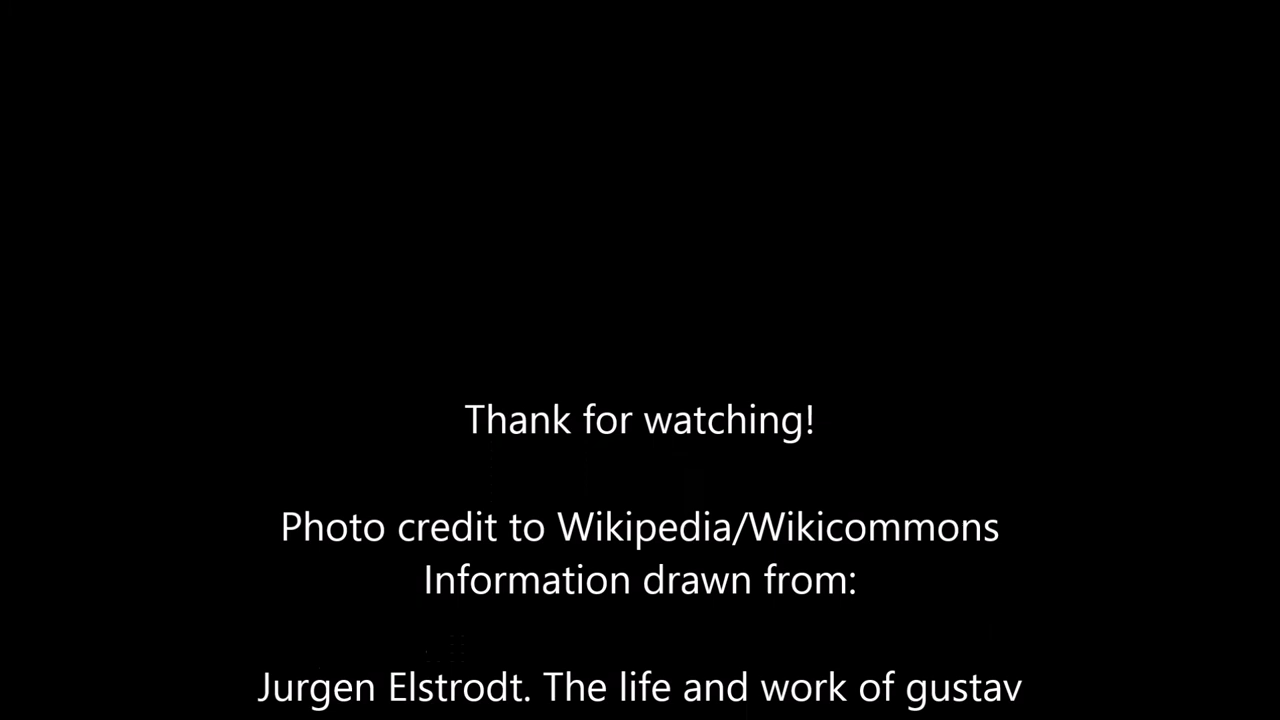 Thank for watching!
Photo credit to Wikipedia/Wikicommons
Information drawn from:
Jurgen Elstrodt. The life and work of gustav